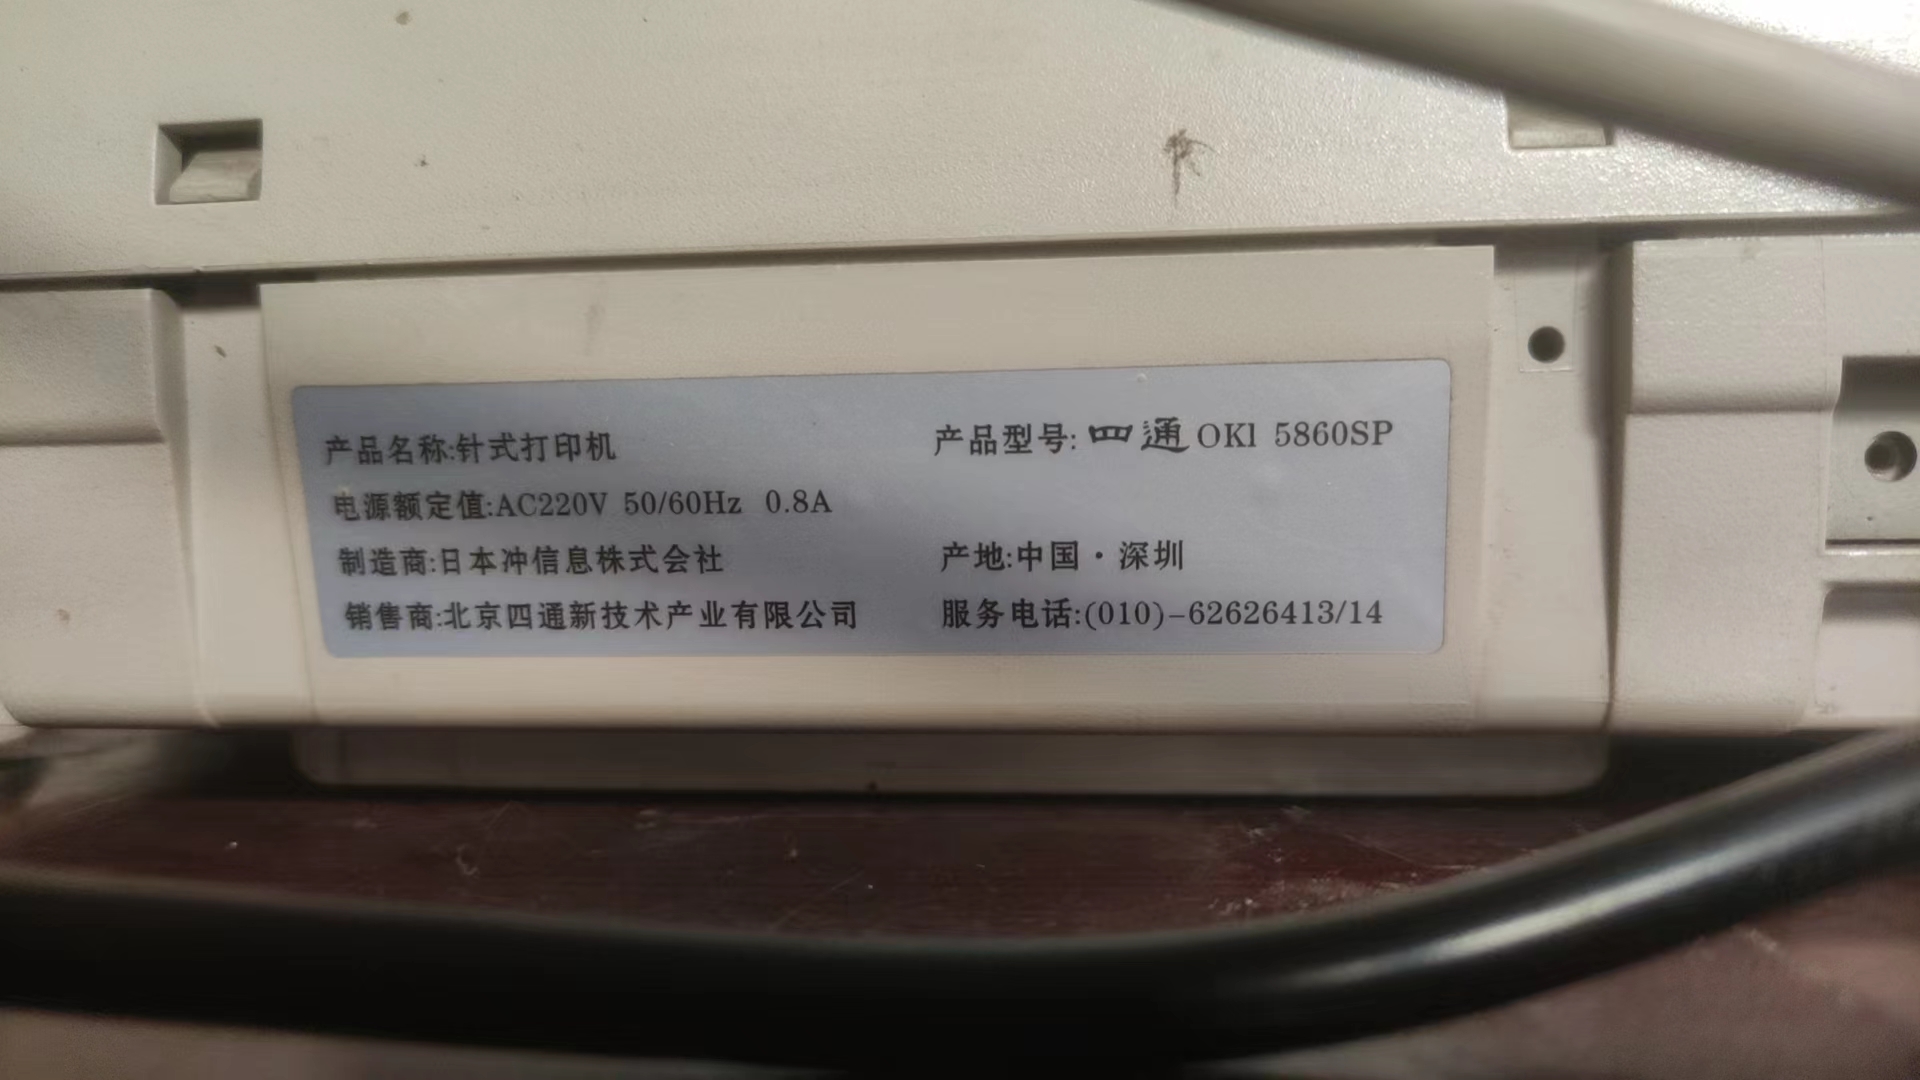 产品名称:针式打印机 产品型号:四通OKI 5860SP
电源额定值:AC220V 50/60Hz 0.8A
制造商:日本冲信息株式会社 产地:中国·深圳
销售商:北京四通新技术产业有限公司 服务电话:(010)-62626413/14